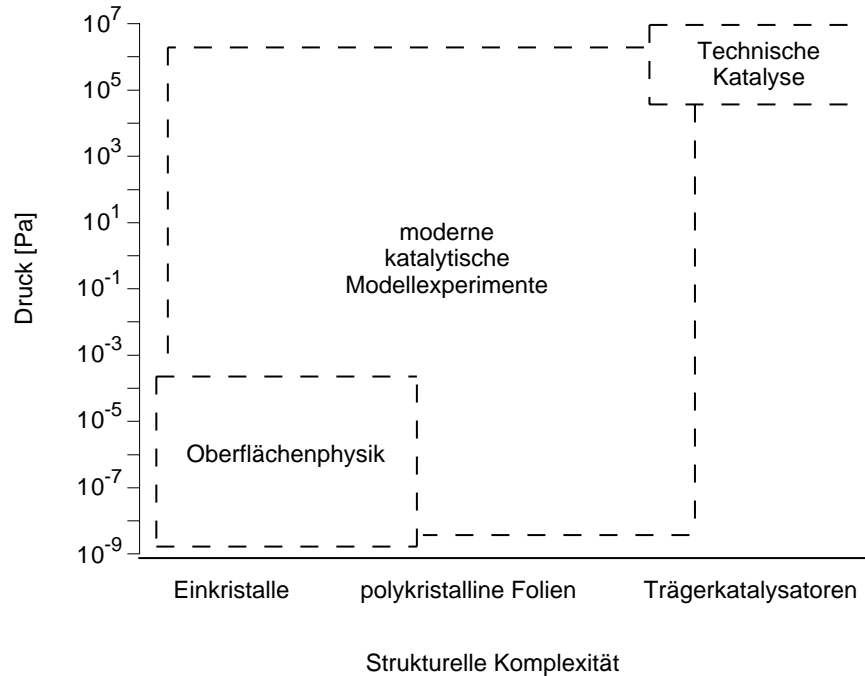 10^7
Technische
Katalyse
10^5
10^3
10^1
moderne
katalytische
Modellexperimente
10^-1
10^-3
10^-5
Oberflächenphysik
10^-7
10^-9
Druck [Pa]
Einkristalle polykristalline Folien Trägerkatalysatoren
Strukturelle Komplexität